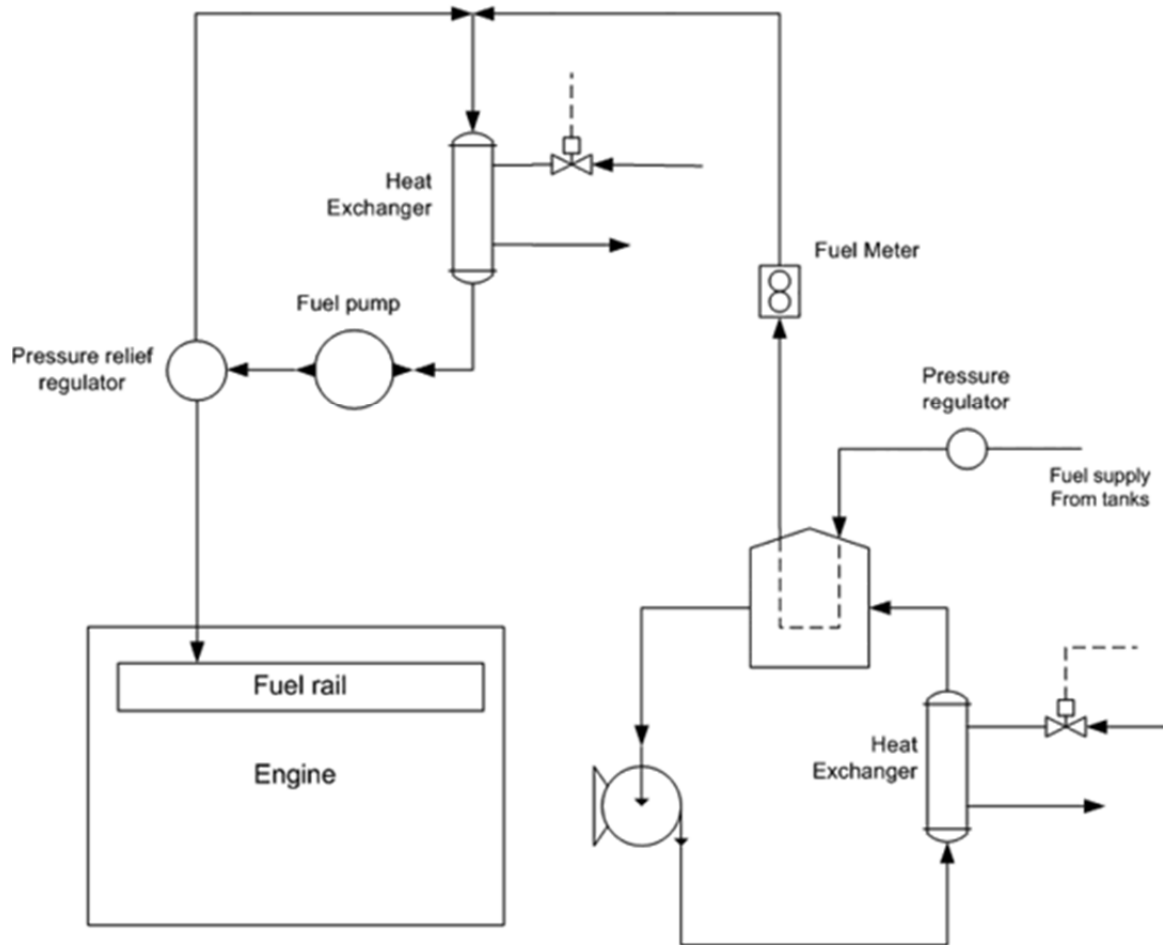 Heat
Exchanger
Fuel Meter
Fuel pump
Pressure relief
regulator
Pressure
regulator
Fuel supply
From tanks
Fuel rail
Engine
Heat
Exchanger